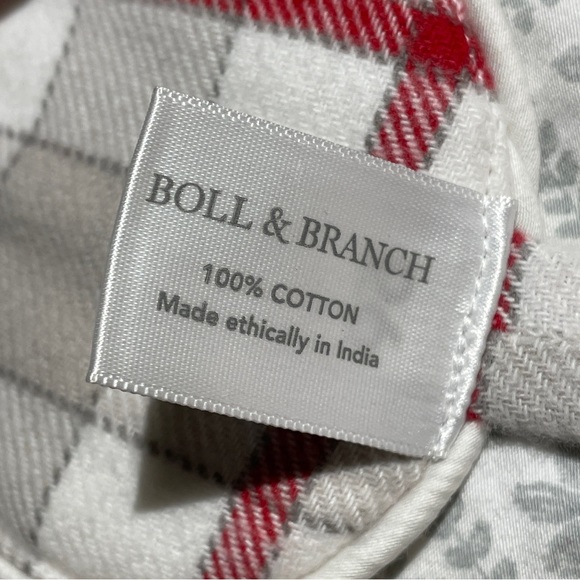 BOLL & BRANCH
100% COTTON
Made ethically in India